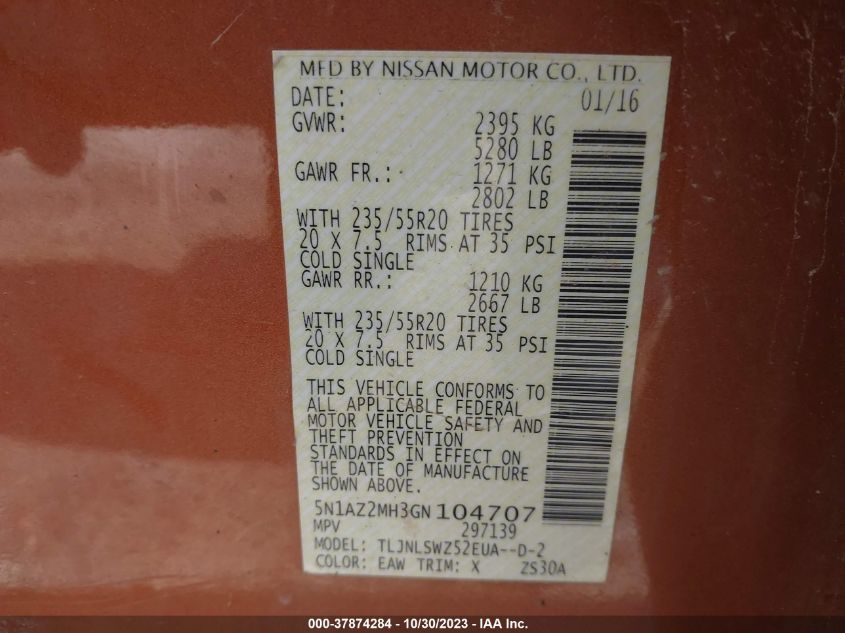 MFD BY NISSAN MOTOR CO., LTD.
DATE: 01/16
GVWR: 2395 KG
5280 LB
GAWR FR.: 1271 KG
2802 LB
WITH 235/55R20 TIRES
20 X 7.5 RIMS AT 35 PSI
COLD SINGLE
GAWR RR.: 1210 KG
2667 LB
WITH 235/55R20 TIRES
20 X 7.5 RIMS AT 35 PSI
COLD SINGLE
THIS VEHICLE CONFORMS TO
ALL APPLICABLE FEDERAL
MOTOR VEHICLE SAFETY AND
THEFT PREVENTION
STANDARDS IN EFFECT ON
THE DATE OF MANUFACTURE
SHOWN ABOVE.
5N1AZ2MH3GN104707
MPV 297139
MODEL: TLJNLSWZ52EUA--D-2
COLOR: EAW TRIM: X ZS30A
000-37874284 - 10/30/2023 - IAA Inc.